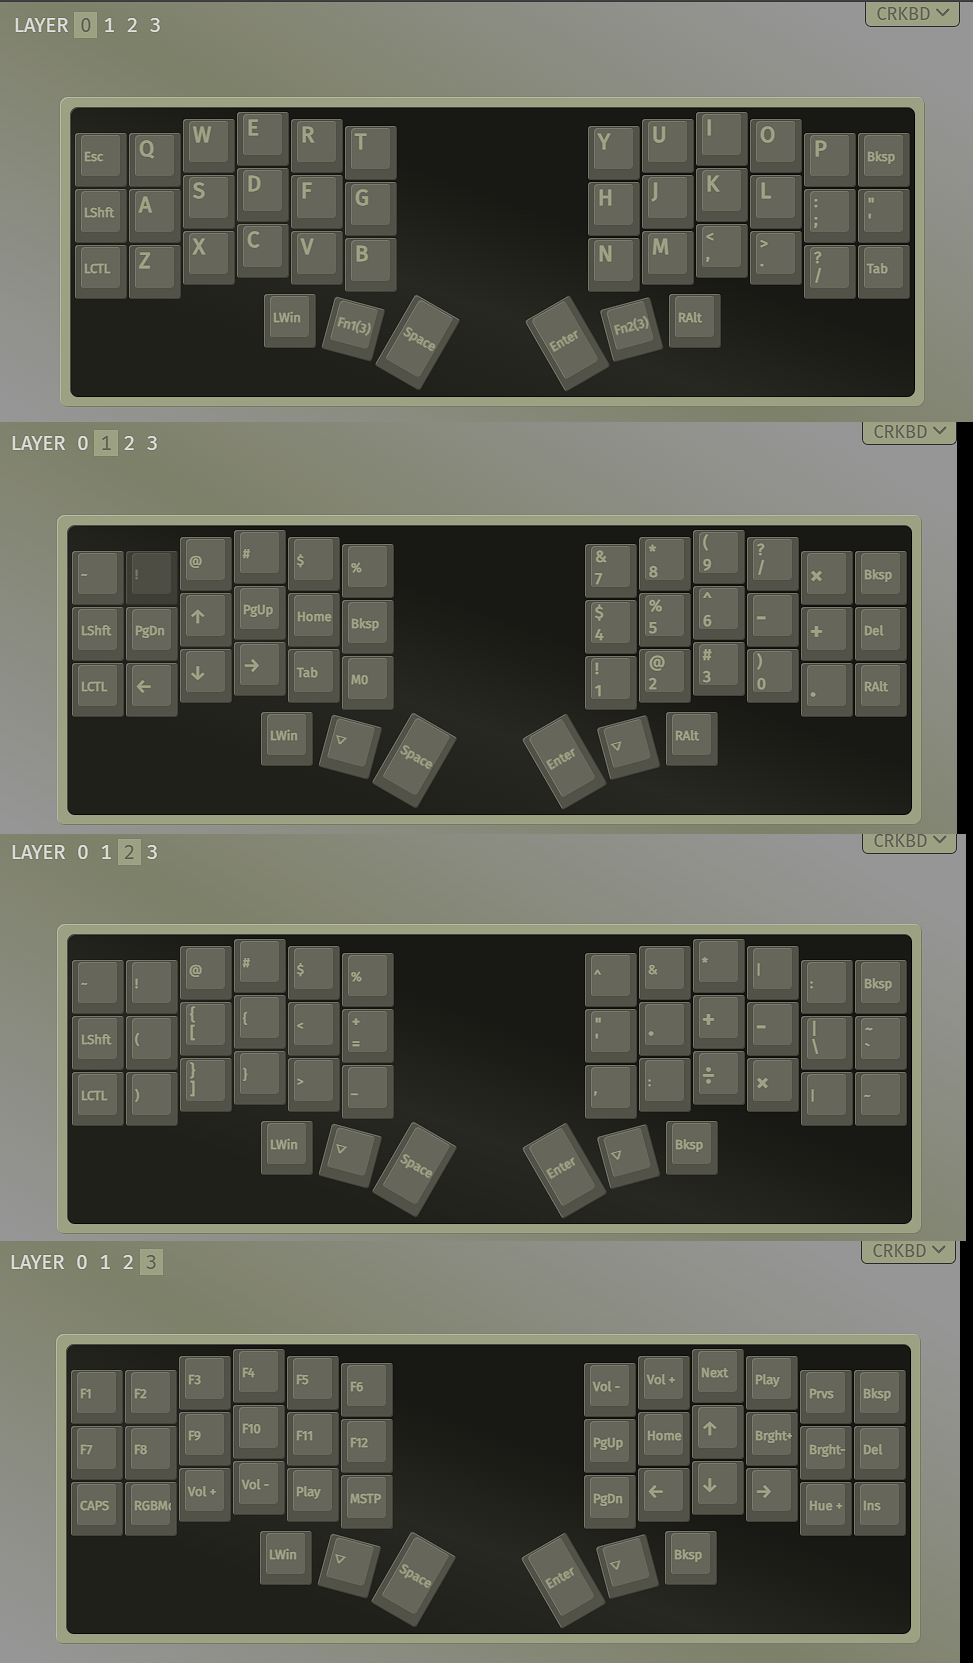 LAYER 0 1 2 3 CRKBD
Esc Q W E R T Y U I O P Bksp
LShft A S D F G H J K L : ; " '
LCTL Z X C V B N M < , > . ? / Tab
LWin Fn1(3) Space Enter Fn2(3) RAlt
LAYER 0 1 2 3 CRKBD
~ ! @ # $ % & 7 * 8 ( 9 ? / × Bksp
LShft PgDn ↑ PgUp Home Bksp $ 4 % 5 ^ 6 - + Del
LCTL ← ↓ → Tab M0 ! 1 @ 2 # 3 ) 0 . RAlt
LWin ▽ Space Enter ▽ RAlt
LAYER 0 1 2 3 CRKBD
~ ! @ # $ % ^ & * | : Bksp
LShft ( { [ { < + = " ' . + - | \ ~ `
LCTL ) } ] } > _ , : ÷ × | ~
LWin ▽ Space Enter ▽ Bksp
LAYER 0 1 2 3 CRKBD
F1 F2 F3 F4 F5 F6 Vol - Vol + Next Play Prvs Bksp
F7 F8 F9 F10 F11 F12 PgUp Home ↑ Brght+ Brght- Del
CAPS RGBMo Vol + Vol - Play MSTP PgDn ← ↓ → Hue + Ins
LWin ▽ Space Enter ▽ Bksp